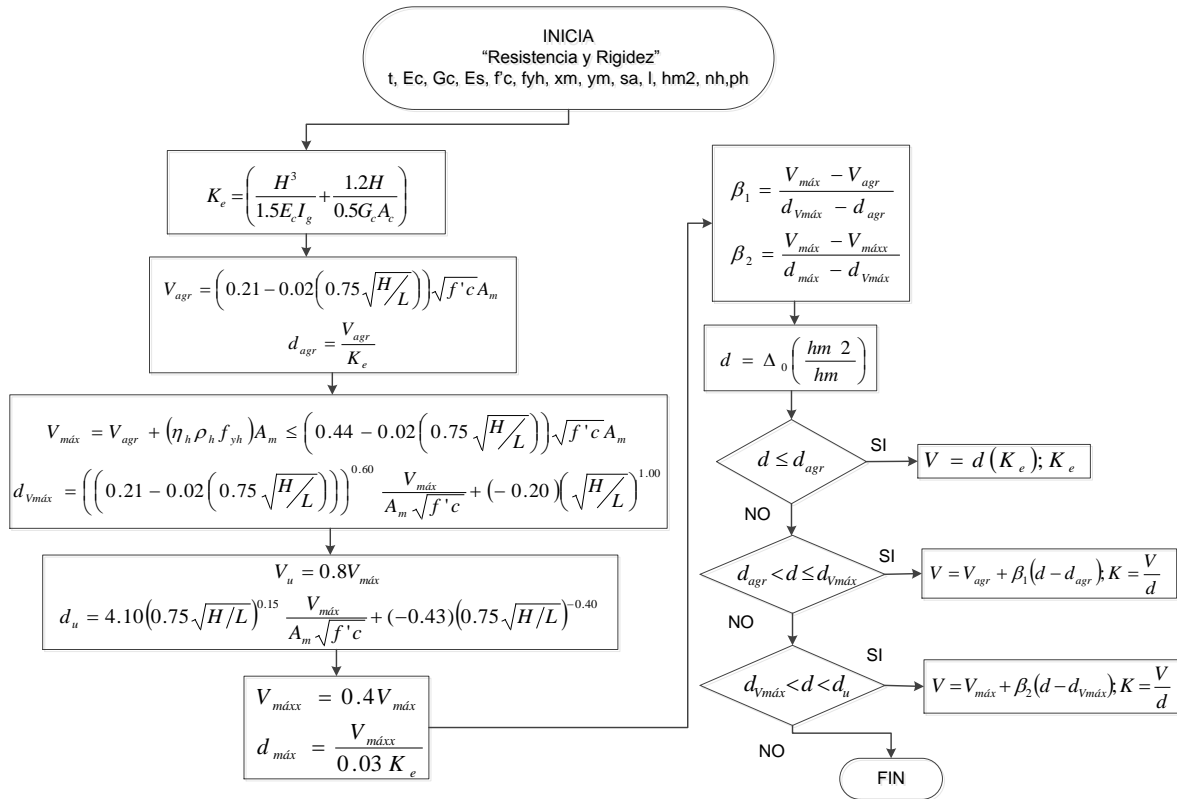 INICIA
“Resistencia y Rigidez”
t, Ec, Gc, Es, f’c, fyh, xm, ym, sa, l, hm2, nh,ph
K_e = (H^3/(1.5E_c I_g) + 1.2H/(0.5G_c A_c))
V_agr = (0.21 − 0.02(0.75√(H/L)))√(f'c) A_m
d_agr = V_agr/K_e
V_máx = V_agr + (η_h ρ_h f_yh)A_m ≤ (0.44 − 0.02(0.75√(H/L)))√(f'c) A_m
d_Vmáx = ((0.21 − 0.02(0.75√(H/L))))^0.60 V_máx/(A_m√(f'c)) + (−0.20)(√(H/L))^1.00
V_u = 0.8V_máx
d_u = 4.10(0.75√(H/L))^0.15 V_máx/(A_m√(f'c)) + (−0.43)(0.75√(H/L))^−0.40
V_máxx = 0.4V_máx
d_máx = V_máxx/(0.03 K_e)
β_1 = (V_máx − V_agr)/(d_Vmáx − d_agr)
β_2 = (V_máx − V_máxx)/(d_máx − d_Vmáx)
d = Δ_0 (hm 2/hm)
d ≤ d_agr
SI
V = d (K_e); K_e
NO
d_agr < d ≤ d_Vmáx
SI
V = V_agr + β_1(d − d_agr); K = V/d
NO
d_Vmáx < d < d_u
SI
V = V_máx + β_2(d − d_Vmáx); K = V/d
NO
FIN